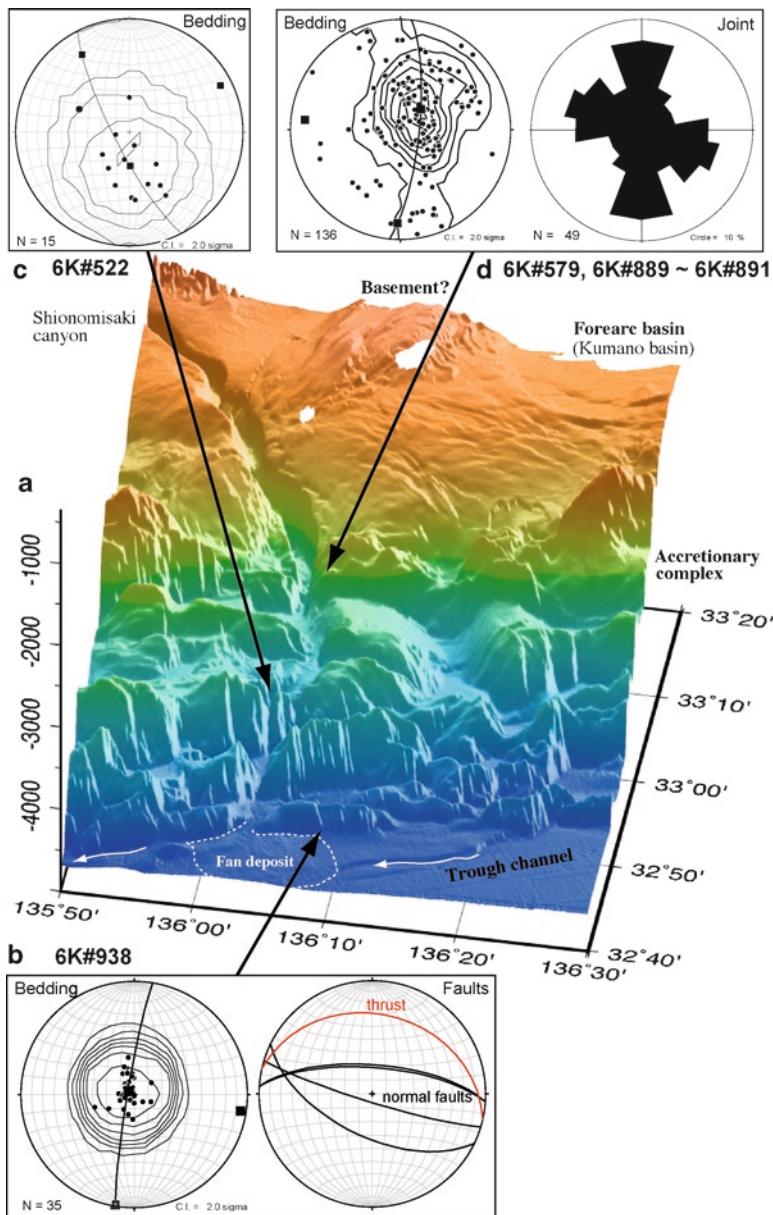 Bedding
N = 15
C.I. = 2.0 sigma
Bedding
N = 136
C.I. = 2.0 sigma
Joint
N = 49
Circle = 10 %
c 6K#522
d 6K#579, 6K#889 ~ 6K#891
Basement?
Shionomisaki
canyon
Forearc basin
(Kumano basin)
a
-1000
-2000
-3000
-4000
Accretionary
complex
33°20'
33°10'
33°00'
32°50'
32°40'
Fan deposit
Trough channel
135°50'
136°00'
136°10'
136°20'
136°30'
b 6K#938
Bedding
N = 35
C.I. = 2.0 sigma
Faults
thrust
normal faults